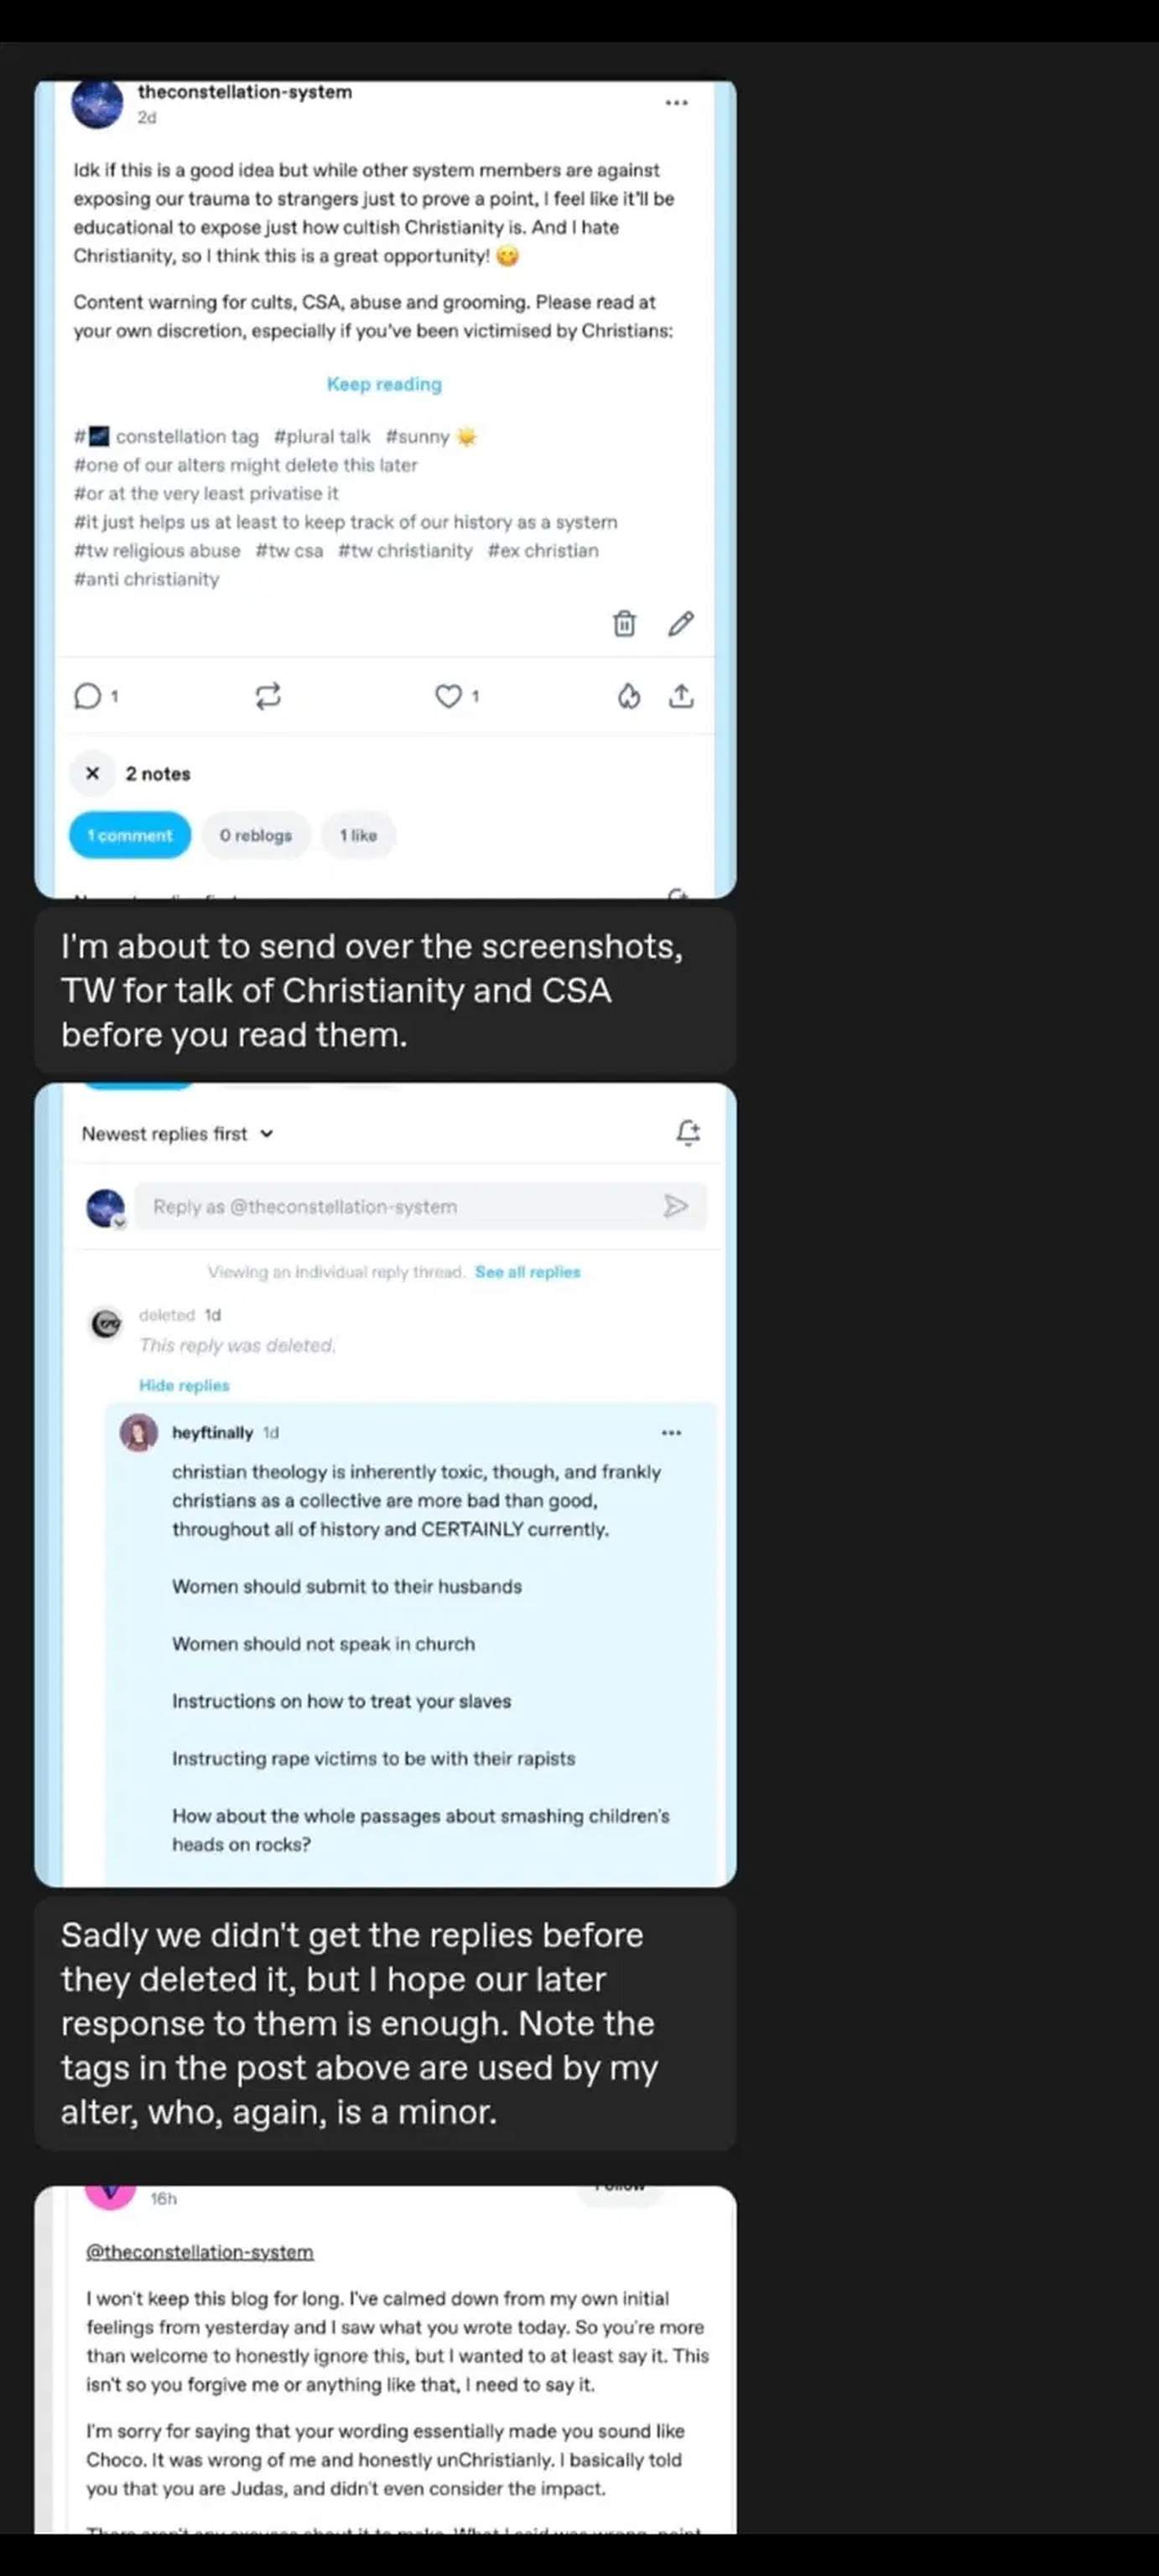 theconstellation-system
2d
Idk if this is a good idea but while other system members are against
exposing our trauma to strangers just to prove a point, I feel like it'll be
educational to expose just how cultish Christianity is. And I hate
Christianity, so I think this is a great opportunity! 😋
Content warning for cults, CSA, abuse and grooming. Please read at
your own discretion, especially if you've been victimised by Christians:
Keep reading
#🌌 constellation tag #plural talk #sunny ☀️
#one of our alters might delete this later
#or at the very least privatise it
#it just helps us at least to keep track of our history as a system
#tw religious abuse #tw csa #tw christianity #ex christian
#anti christianity
1
1
2 notes
1 comment 0 reblogs 1 like
I'm about to send over the screenshots,
TW for talk of Christianity and CSA
before you read them.
Newest replies first
Reply as @theconstellation-system
Viewing an individual reply thread. See all replies
deleted 1d
This reply was deleted.
Hide replies
heyftinally 1d
christian theology is inherently toxic, though, and frankly
christians as a collective are more bad than good,
throughout all of history and CERTAINLY currently.
Women should submit to their husbands
Women should not speak in church
Instructions on how to treat your slaves
Instructing rape victims to be with their rapists
How about the whole passages about smashing children's
heads on rocks?
Sadly we didn't get the replies before
they deleted it, but I hope our later
response to them is enough. Note the
tags in the post above are used by my
alter, who, again, is a minor.
16h
@theconstellation-system
I won't keep this blog for long. I've calmed down from my own initial
feelings from yesterday and I saw what you wrote today. So you're more
than welcome to honestly ignore this, but I wanted to at least say it. This
isn't so you forgive me or anything like that, I need to say it.
I'm sorry for saying that your wording essentially made you sound like
Choco. It was wrong of me and honestly unChristianly. I basically told
you that you are Judas, and didn't even consider the impact.